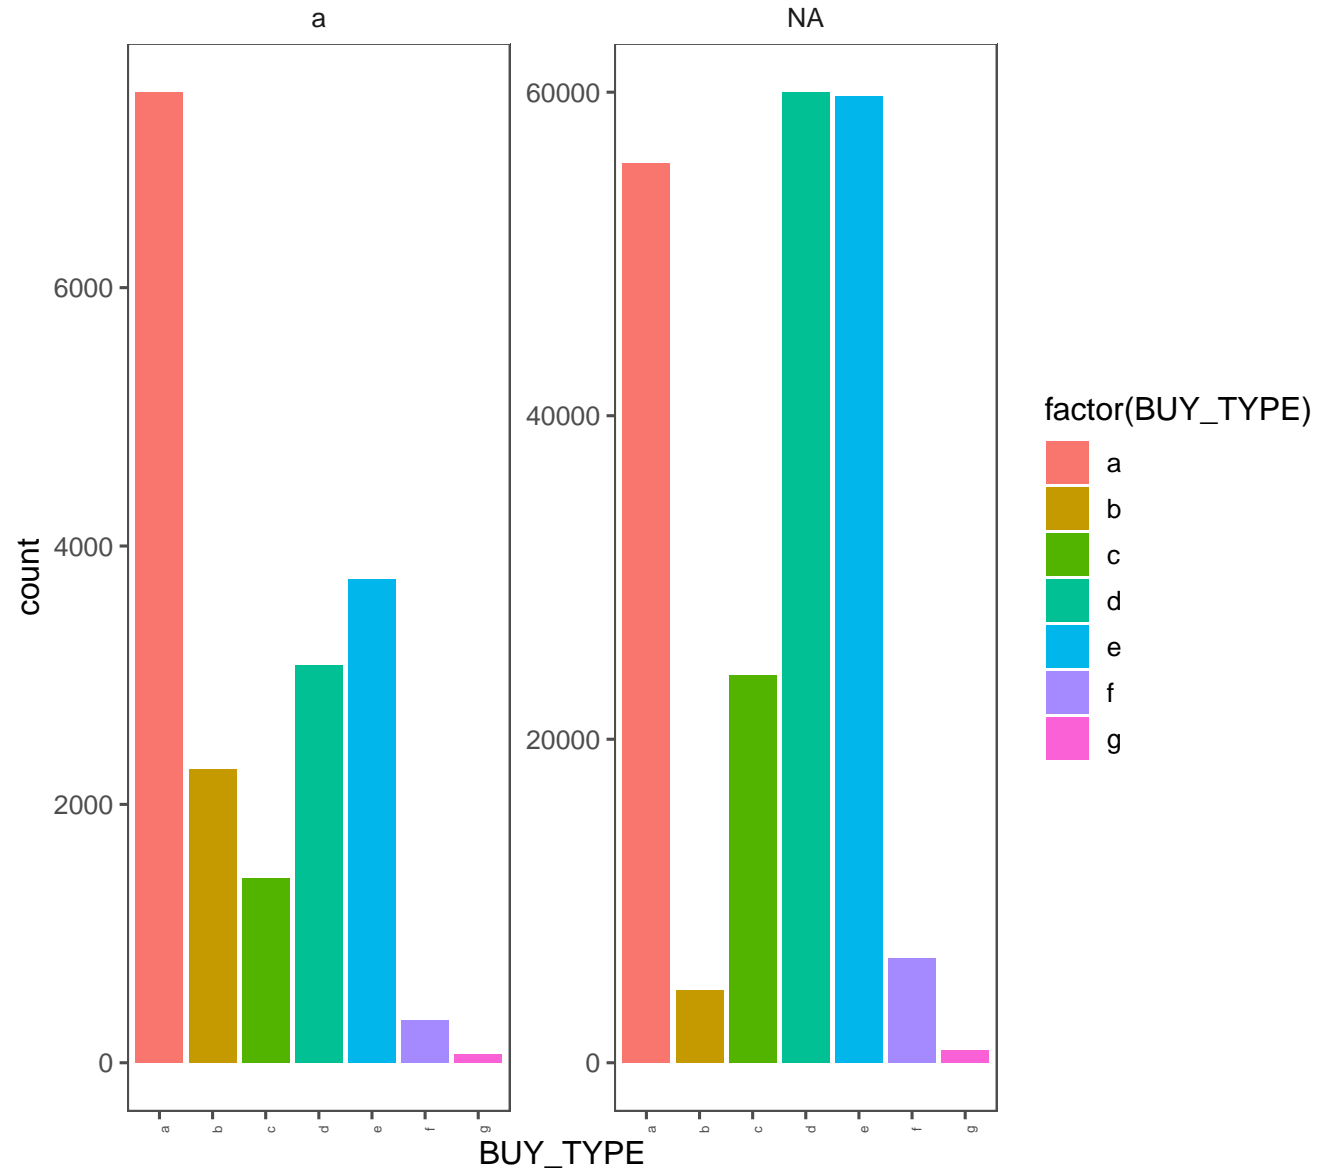 a
NA
count
6000
4000
2000
0
60000
40000
20000
0
a b c d e f g
a b c d e f g
BUY_TYPE
factor(BUY_TYPE)
a
b
c
d
e
f
g